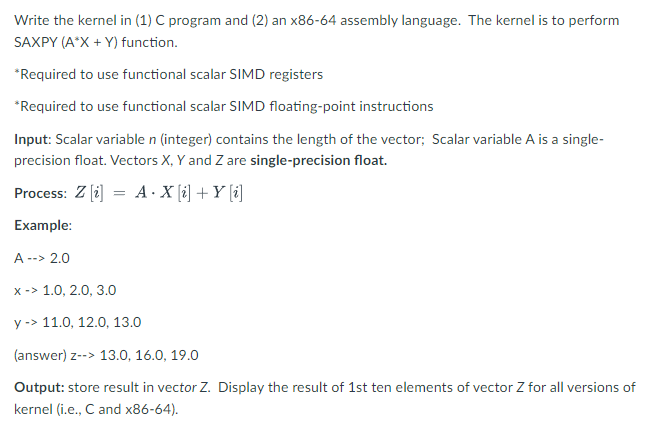 Write the kernel in (1) C program and (2) an x86-64 assembly language.  The kernel is to perform
SAXPY (A*X + Y) function.
*Required to use functional scalar SIMD registers
*Required to use functional scalar SIMD floating-point instructions
Input: Scalar variable n (integer) contains the length of the vector;  Scalar variable A is a single-
precision float. Vectors X, Y and Z are single-precision float.
Process:  Z [i]  =  A · X [i] + Y [i]
Example:
A --> 2.0
x -> 1.0, 2.0, 3.0
y -> 11.0, 12.0, 13.0
(answer) z--> 13.0, 16.0, 19.0
Output: store result in vector Z.  Display the result of 1st ten elements of vector Z for all versions of
kernel (i.e., C and x86-64).